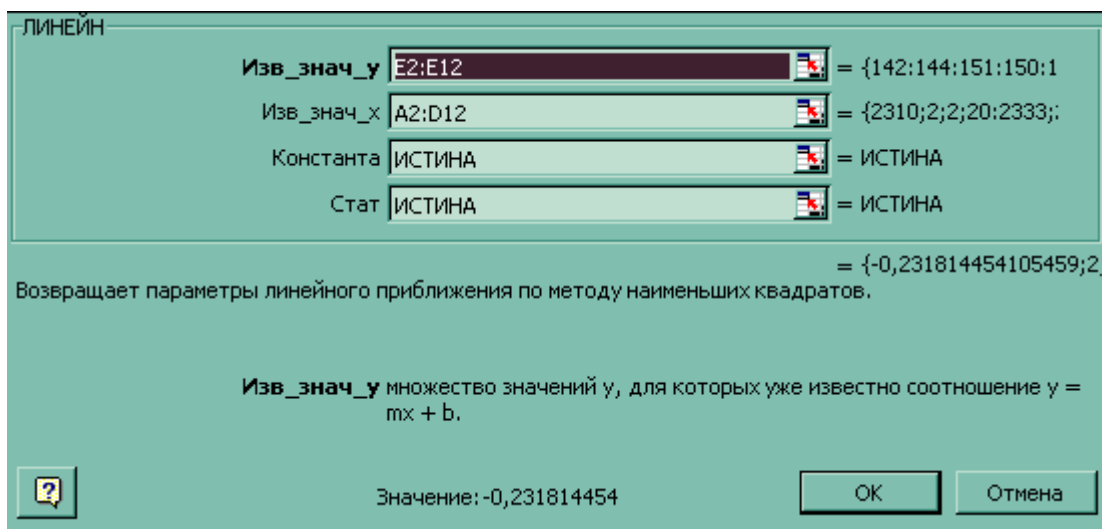 ЛИНЕЙН
Изв_знач_y E2:E12 = {142:144:151:150:1
Изв_знач_x A2:D12 = {2310;2;2;20:2333;
Константа ИСТИНА = ИСТИНА
Стат ИСТИНА = ИСТИНА
= {-0,231814454105459;2
Возвращает параметры линейного приближения по методу наименьших квадратов.
Изв_знач_y множество значений y, для которых уже известно соотношение y =
mx + b.
? Значение:-0,231814454 OK Отмена